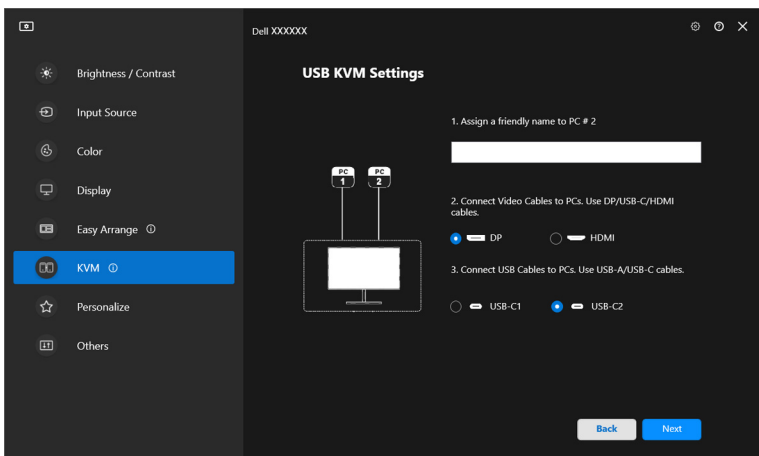 Dell XXXXXX
Brightness / Contrast
Input Source
Color
Display
Easy Arrange
KVM
Personalize
Others
USB KVM Settings
PC
1
PC
2
1. Assign a friendly name to PC # 2
2. Connect Video Cables to PCs. Use DP/USB-C/HDMI
cables.
DP
HDMI
3. Connect USB Cables to PCs. Use USB-A/USB-C cables.
USB-C1
USB-C2
Back
Next